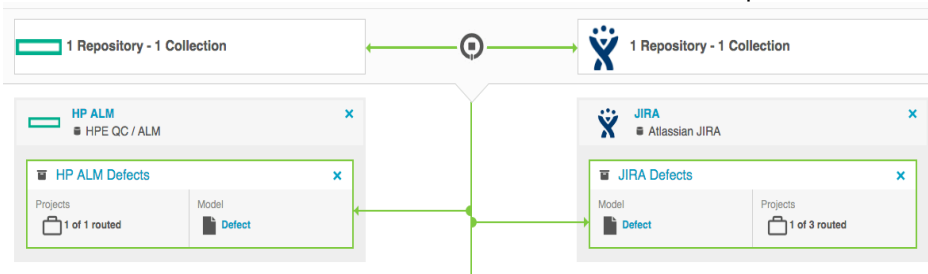 1 Repository - 1 Collection
1 Repository - 1 Collection
HP ALM
HPE QC / ALM
HP ALM Defects
Projects
1 of 1 routed
Model
Defect
JIRA
Atlassian JIRA
JIRA Defects
Model
Defect
Projects
1 of 3 routed